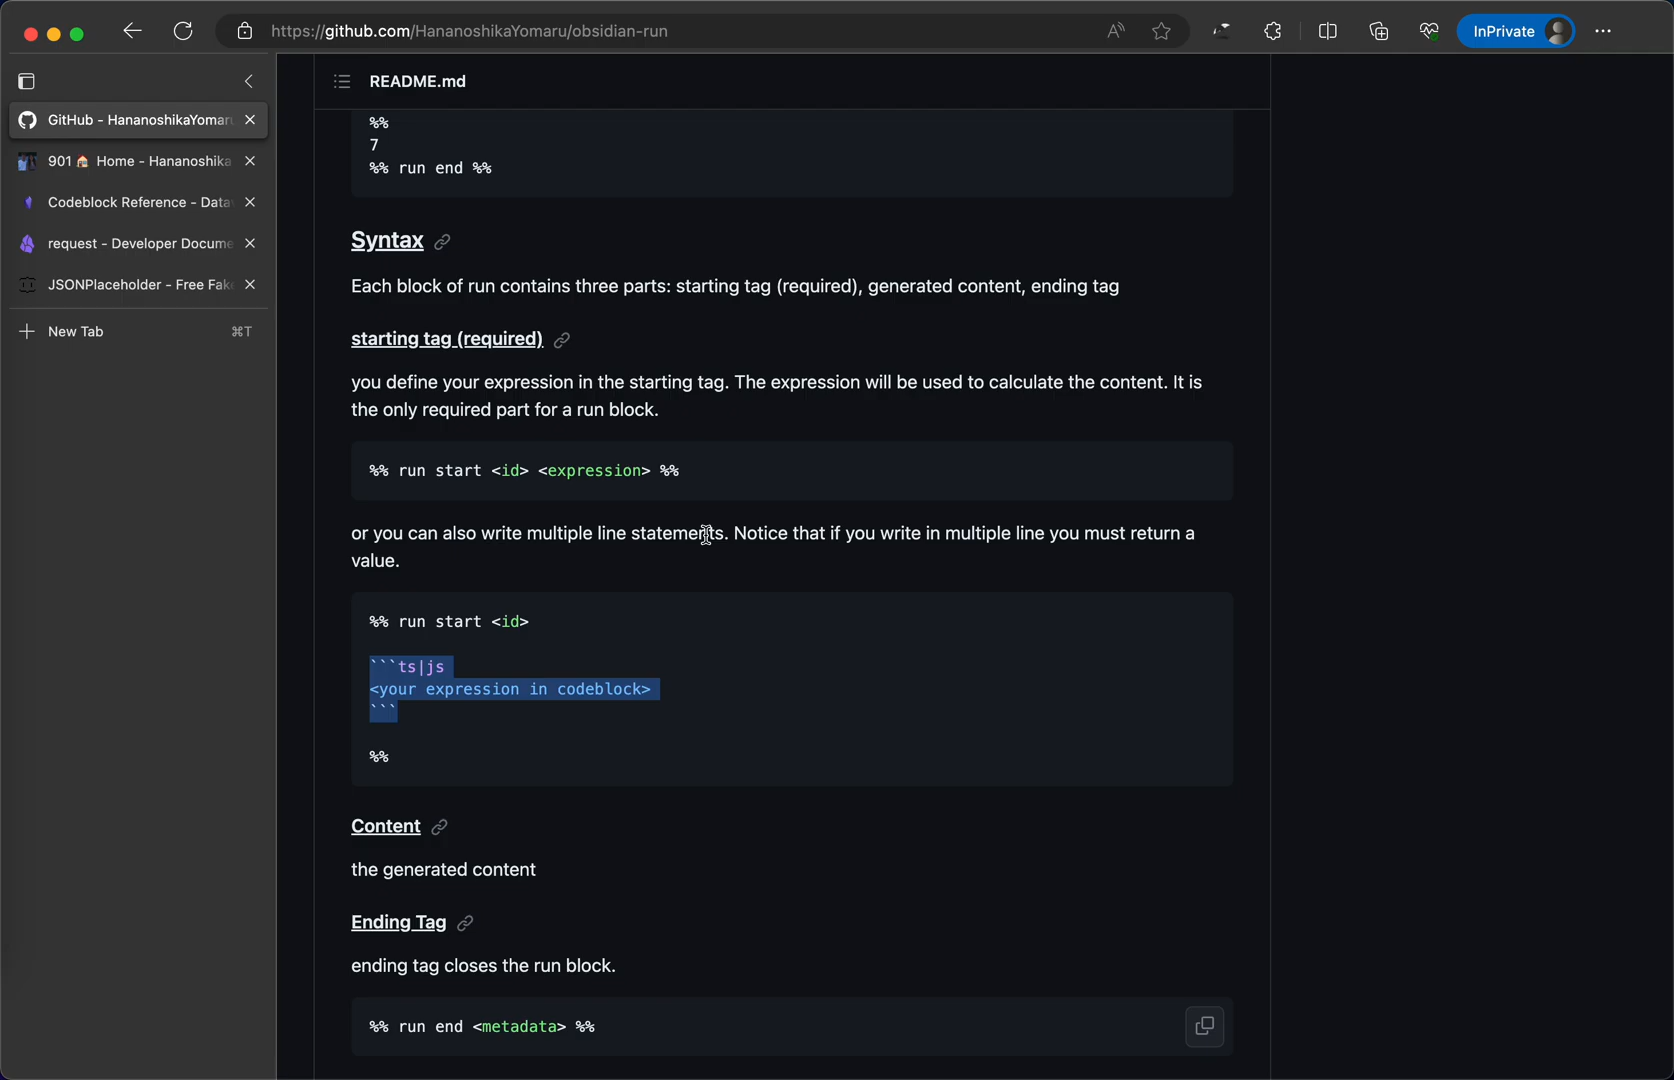 https://github.com/HananoshikaYomaru/obsidian-run
InPrivate
README.md
GitHub - HananoshikaYomaru
901 Home - Hananoshika
Codeblock Reference - Data
request - Developer Docume
JSONPlaceholder - Free Fak
New Tab ⌘T
%%
7
%% run end %%
Syntax
Each block of run contains three parts: starting tag (required), generated content, ending tag
starting tag (required)
you define your expression in the starting tag. The expression will be used to calculate the content. It is
the only required part for a run block.
%% run start <id> <expression> %%
or you can also write multiple line statements. Notice that if you write in multiple line you must return a
value.
%% run start <id>
```ts|js
<your expression in codeblock>
```
%%
Content
the generated content
Ending Tag
ending tag closes the run block.
%% run end <metadata> %%